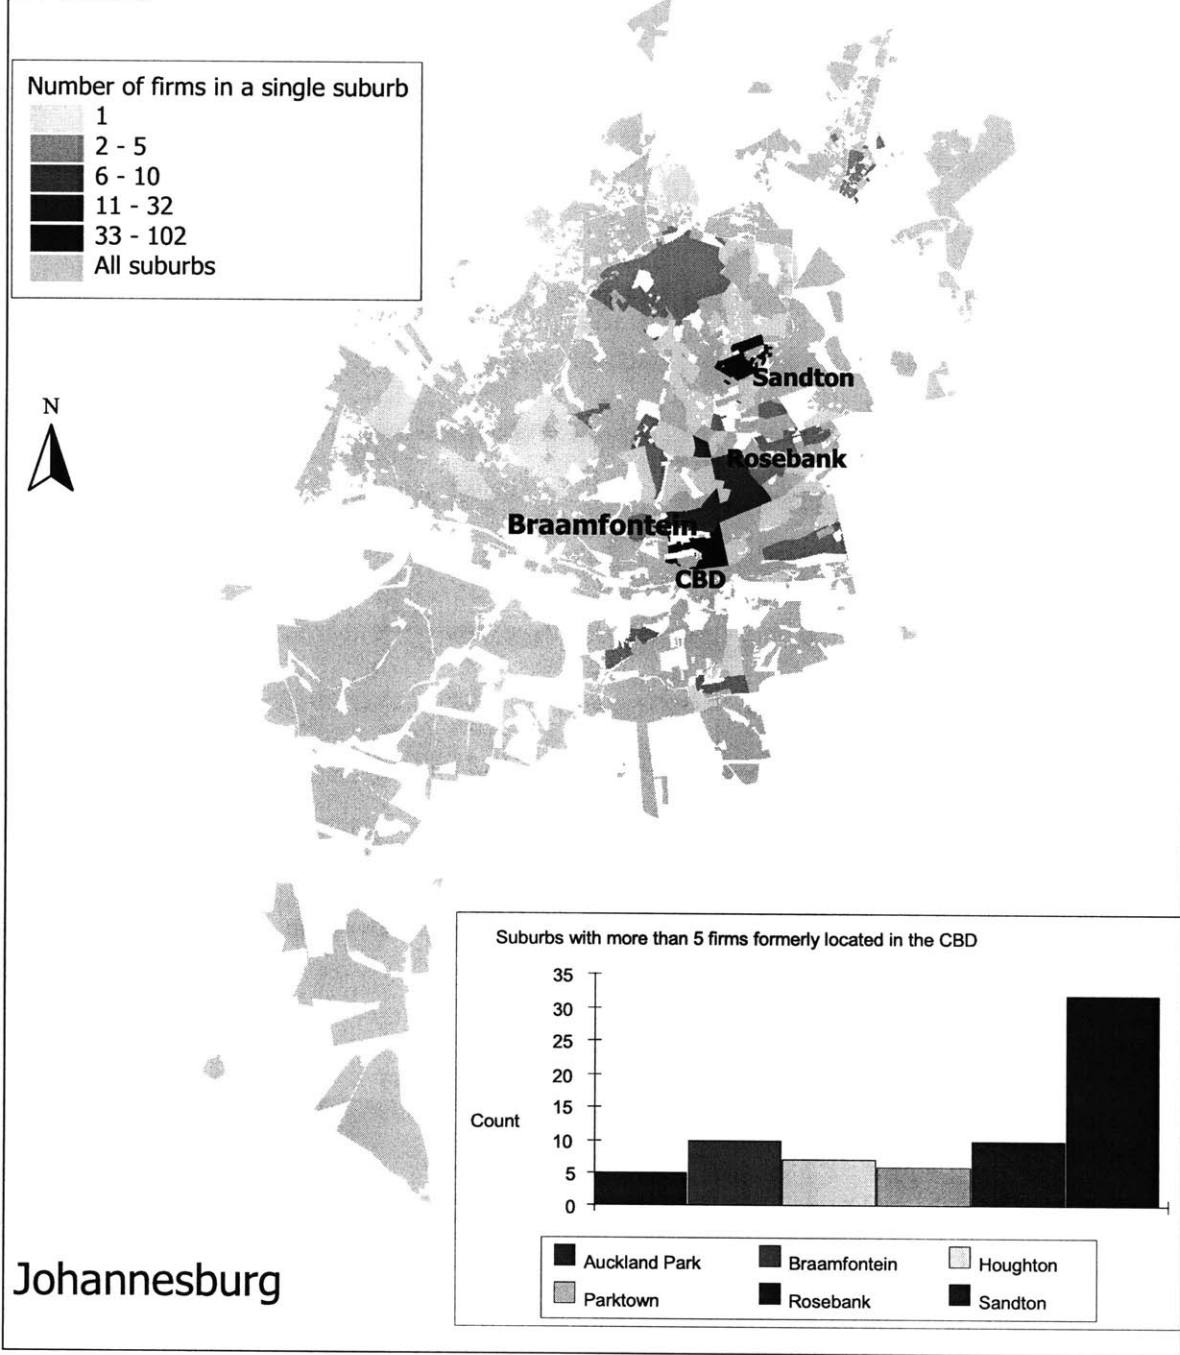 Number of firms in a single suburb
1
2 - 5
6 - 10
11 - 32
33 - 102
All suburbs
N
Sandton
Rosebank
Braamfontein
CBD
Suburbs with more than 5 firms formerly located in the CBD
35
30
25
20
15
Count
10
5
0
Auckland Park
Braamfontein
Houghton
Parktown
Rosebank
Sandton
Johannesburg